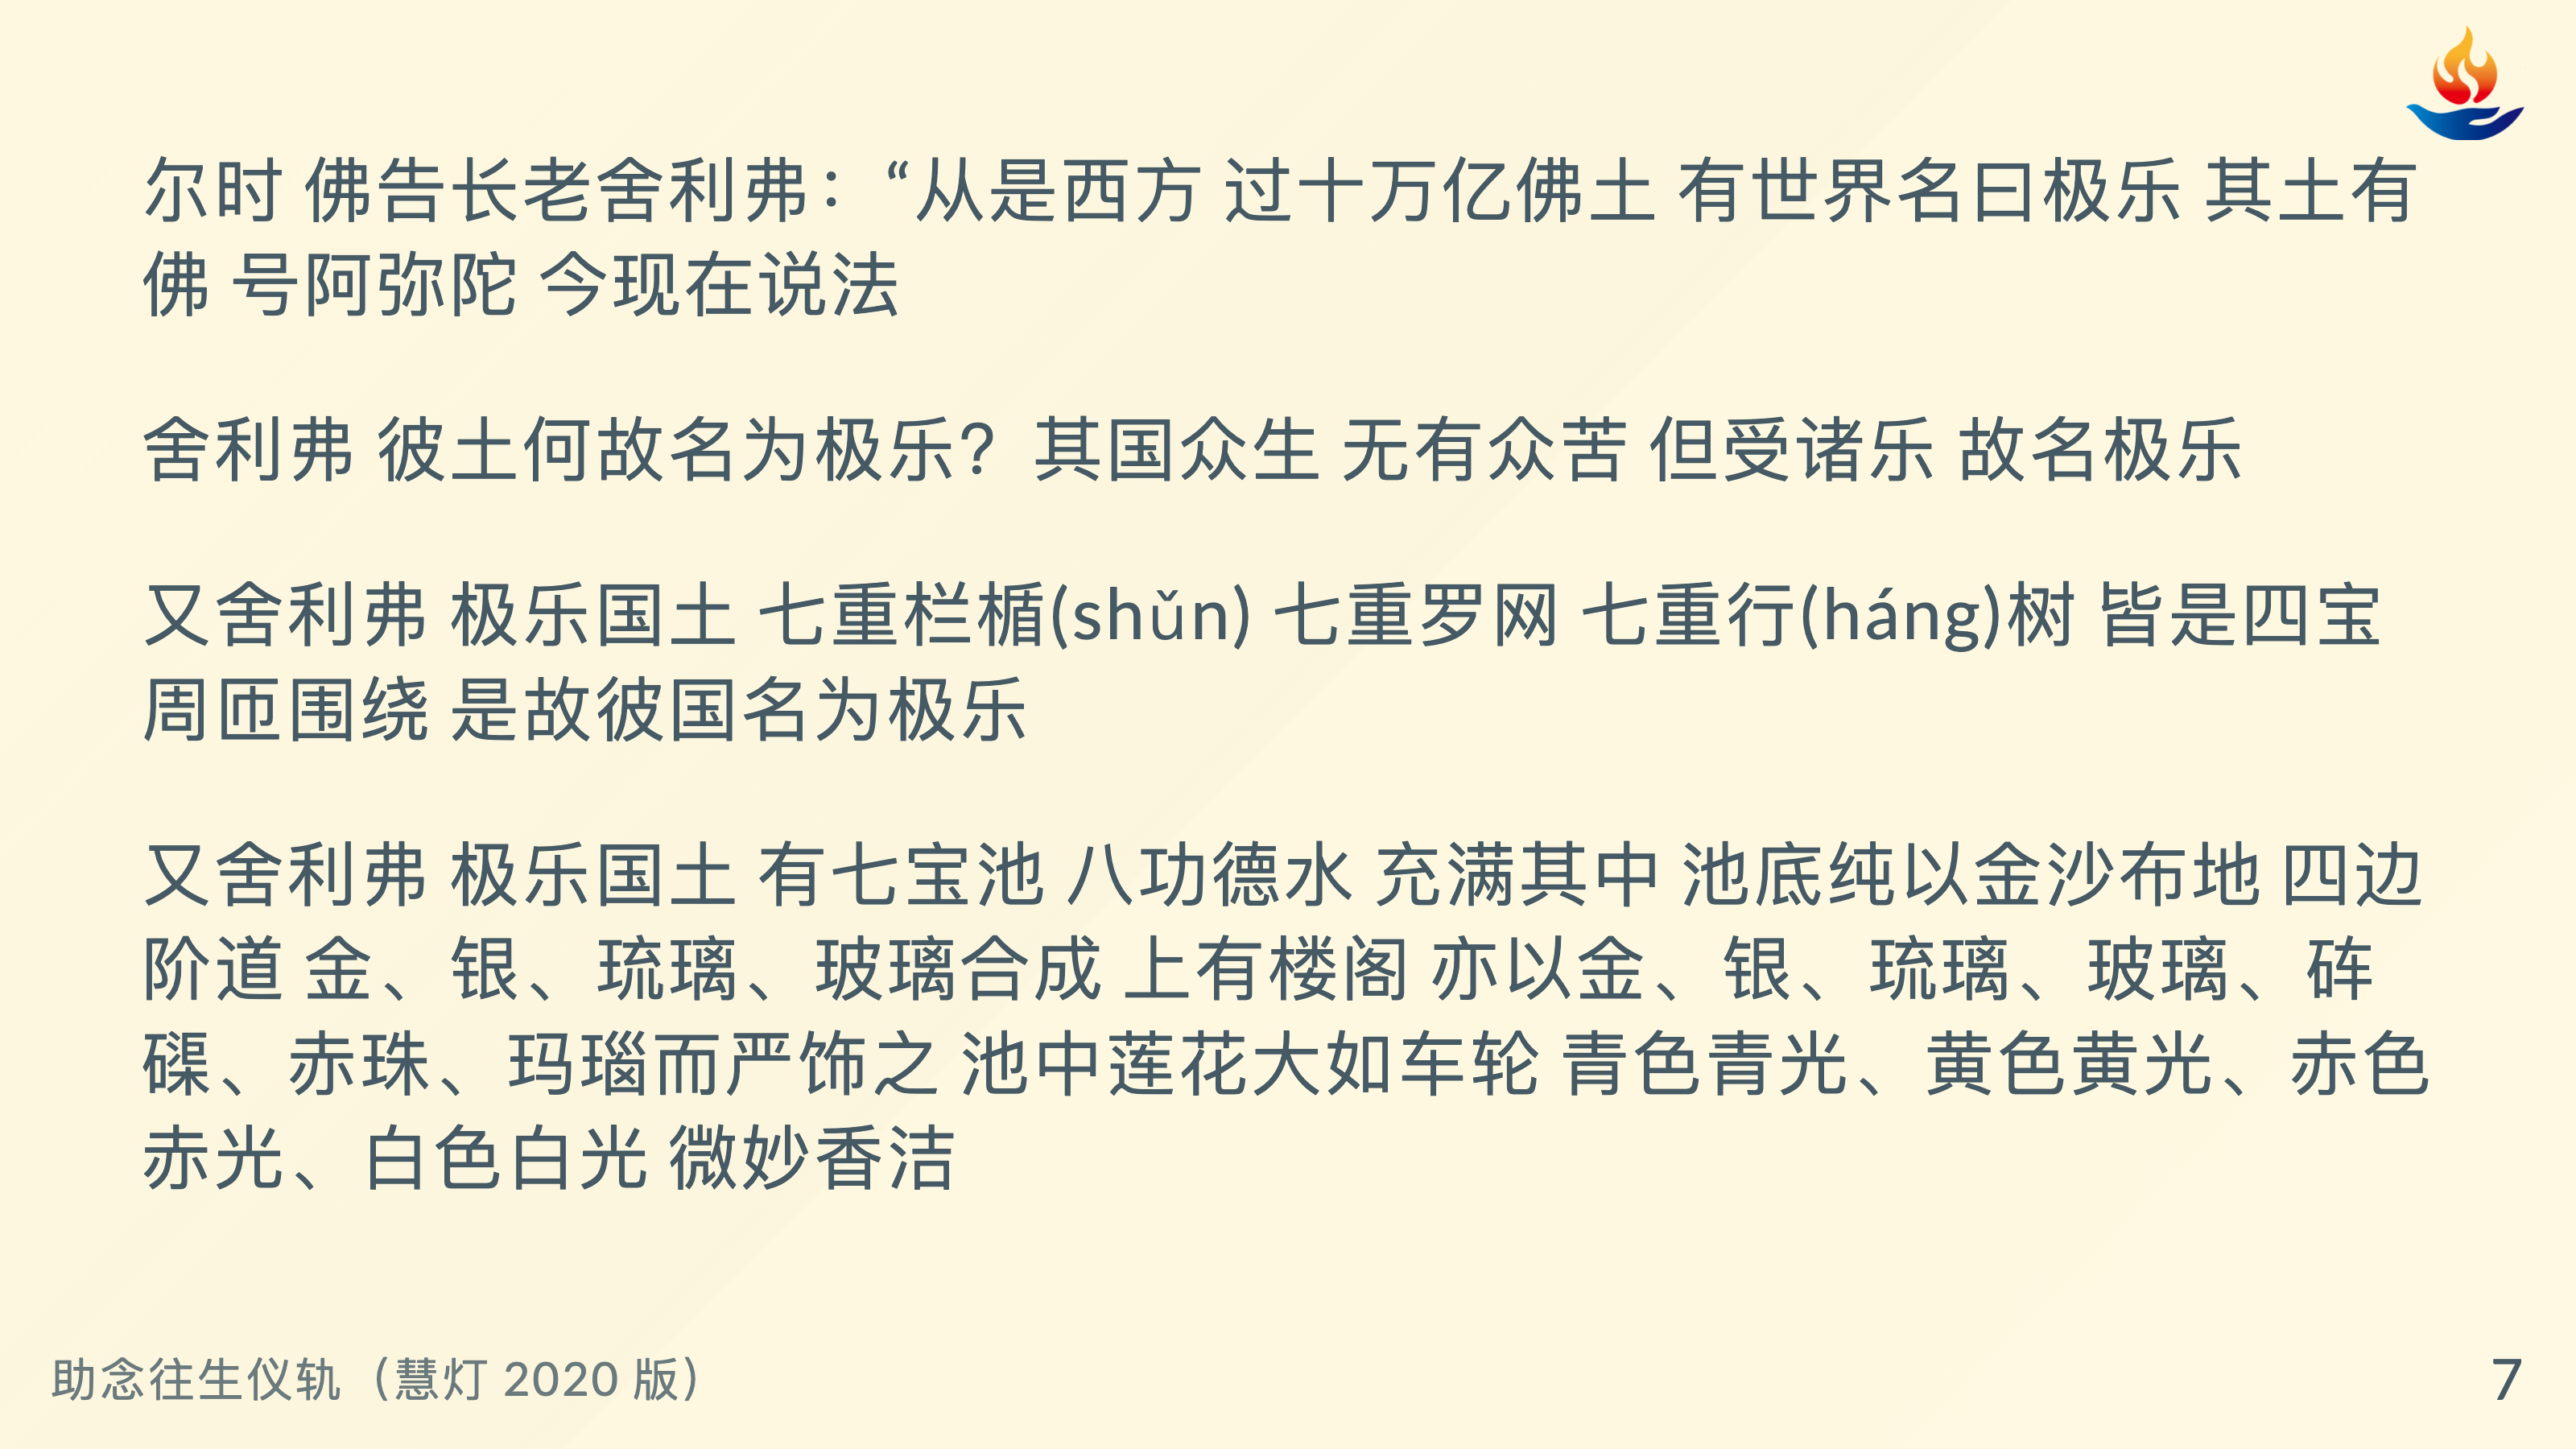 尔时 佛告长老舍利弗：“从是西方 过十万亿佛土 有世界名曰极乐 其土有
佛 号阿弥陀 今现在说法
舍利弗 彼土何故名为极乐？其国众生 无有众苦 但受诸乐 故名极乐
又舍利弗 极乐国土 七重栏楯(shǔn) 七重罗网 七重行(háng)树 皆是四宝
周匝围绕 是故彼国名为极乐
又舍利弗 极乐国土 有七宝池 八功德水 充满其中 池底纯以金沙布地 四边
阶道 金、银、琉璃、玻璃合成 上有楼阁 亦以金、银、琉璃、玻璃、砗
磲、赤珠、玛瑙而严饰之 池中莲花大如车轮 青色青光、黄色黄光、赤色
赤光、白色白光 微妙香洁
助念往生仪轨（慧灯 2020 版）
7